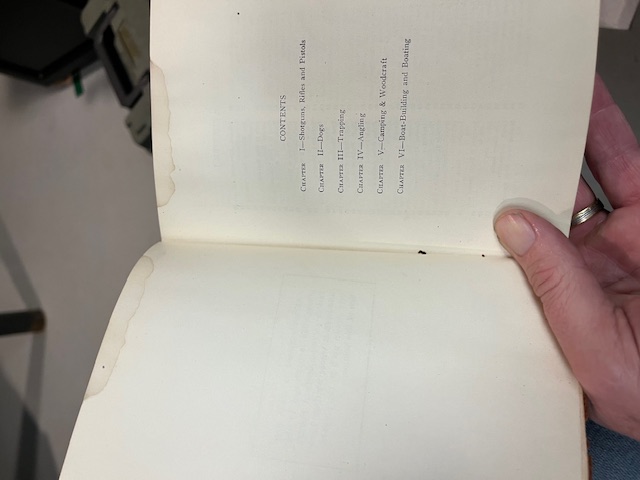 CONTENTS
CHAPTER I—Shotguns, Rifles and Pistols
CHAPTER II—Dogs
CHAPTER III—Trapping
CHAPTER IV—Angling
CHAPTER V—Camping & Woodcraft
CHAPTER VI—Boat-Building and Boating